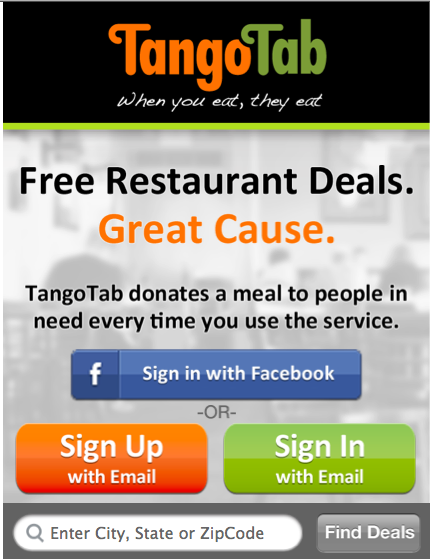 TangoTab
When you eat, they eat
Free Restaurant Deals.
Great Cause.
TangoTab donates a meal to people in
need every time you use the service.
f Sign in with Facebook
-OR-
Sign Up
with Email
Sign In
with Email
Enter City, State or ZipCode
Find Deals